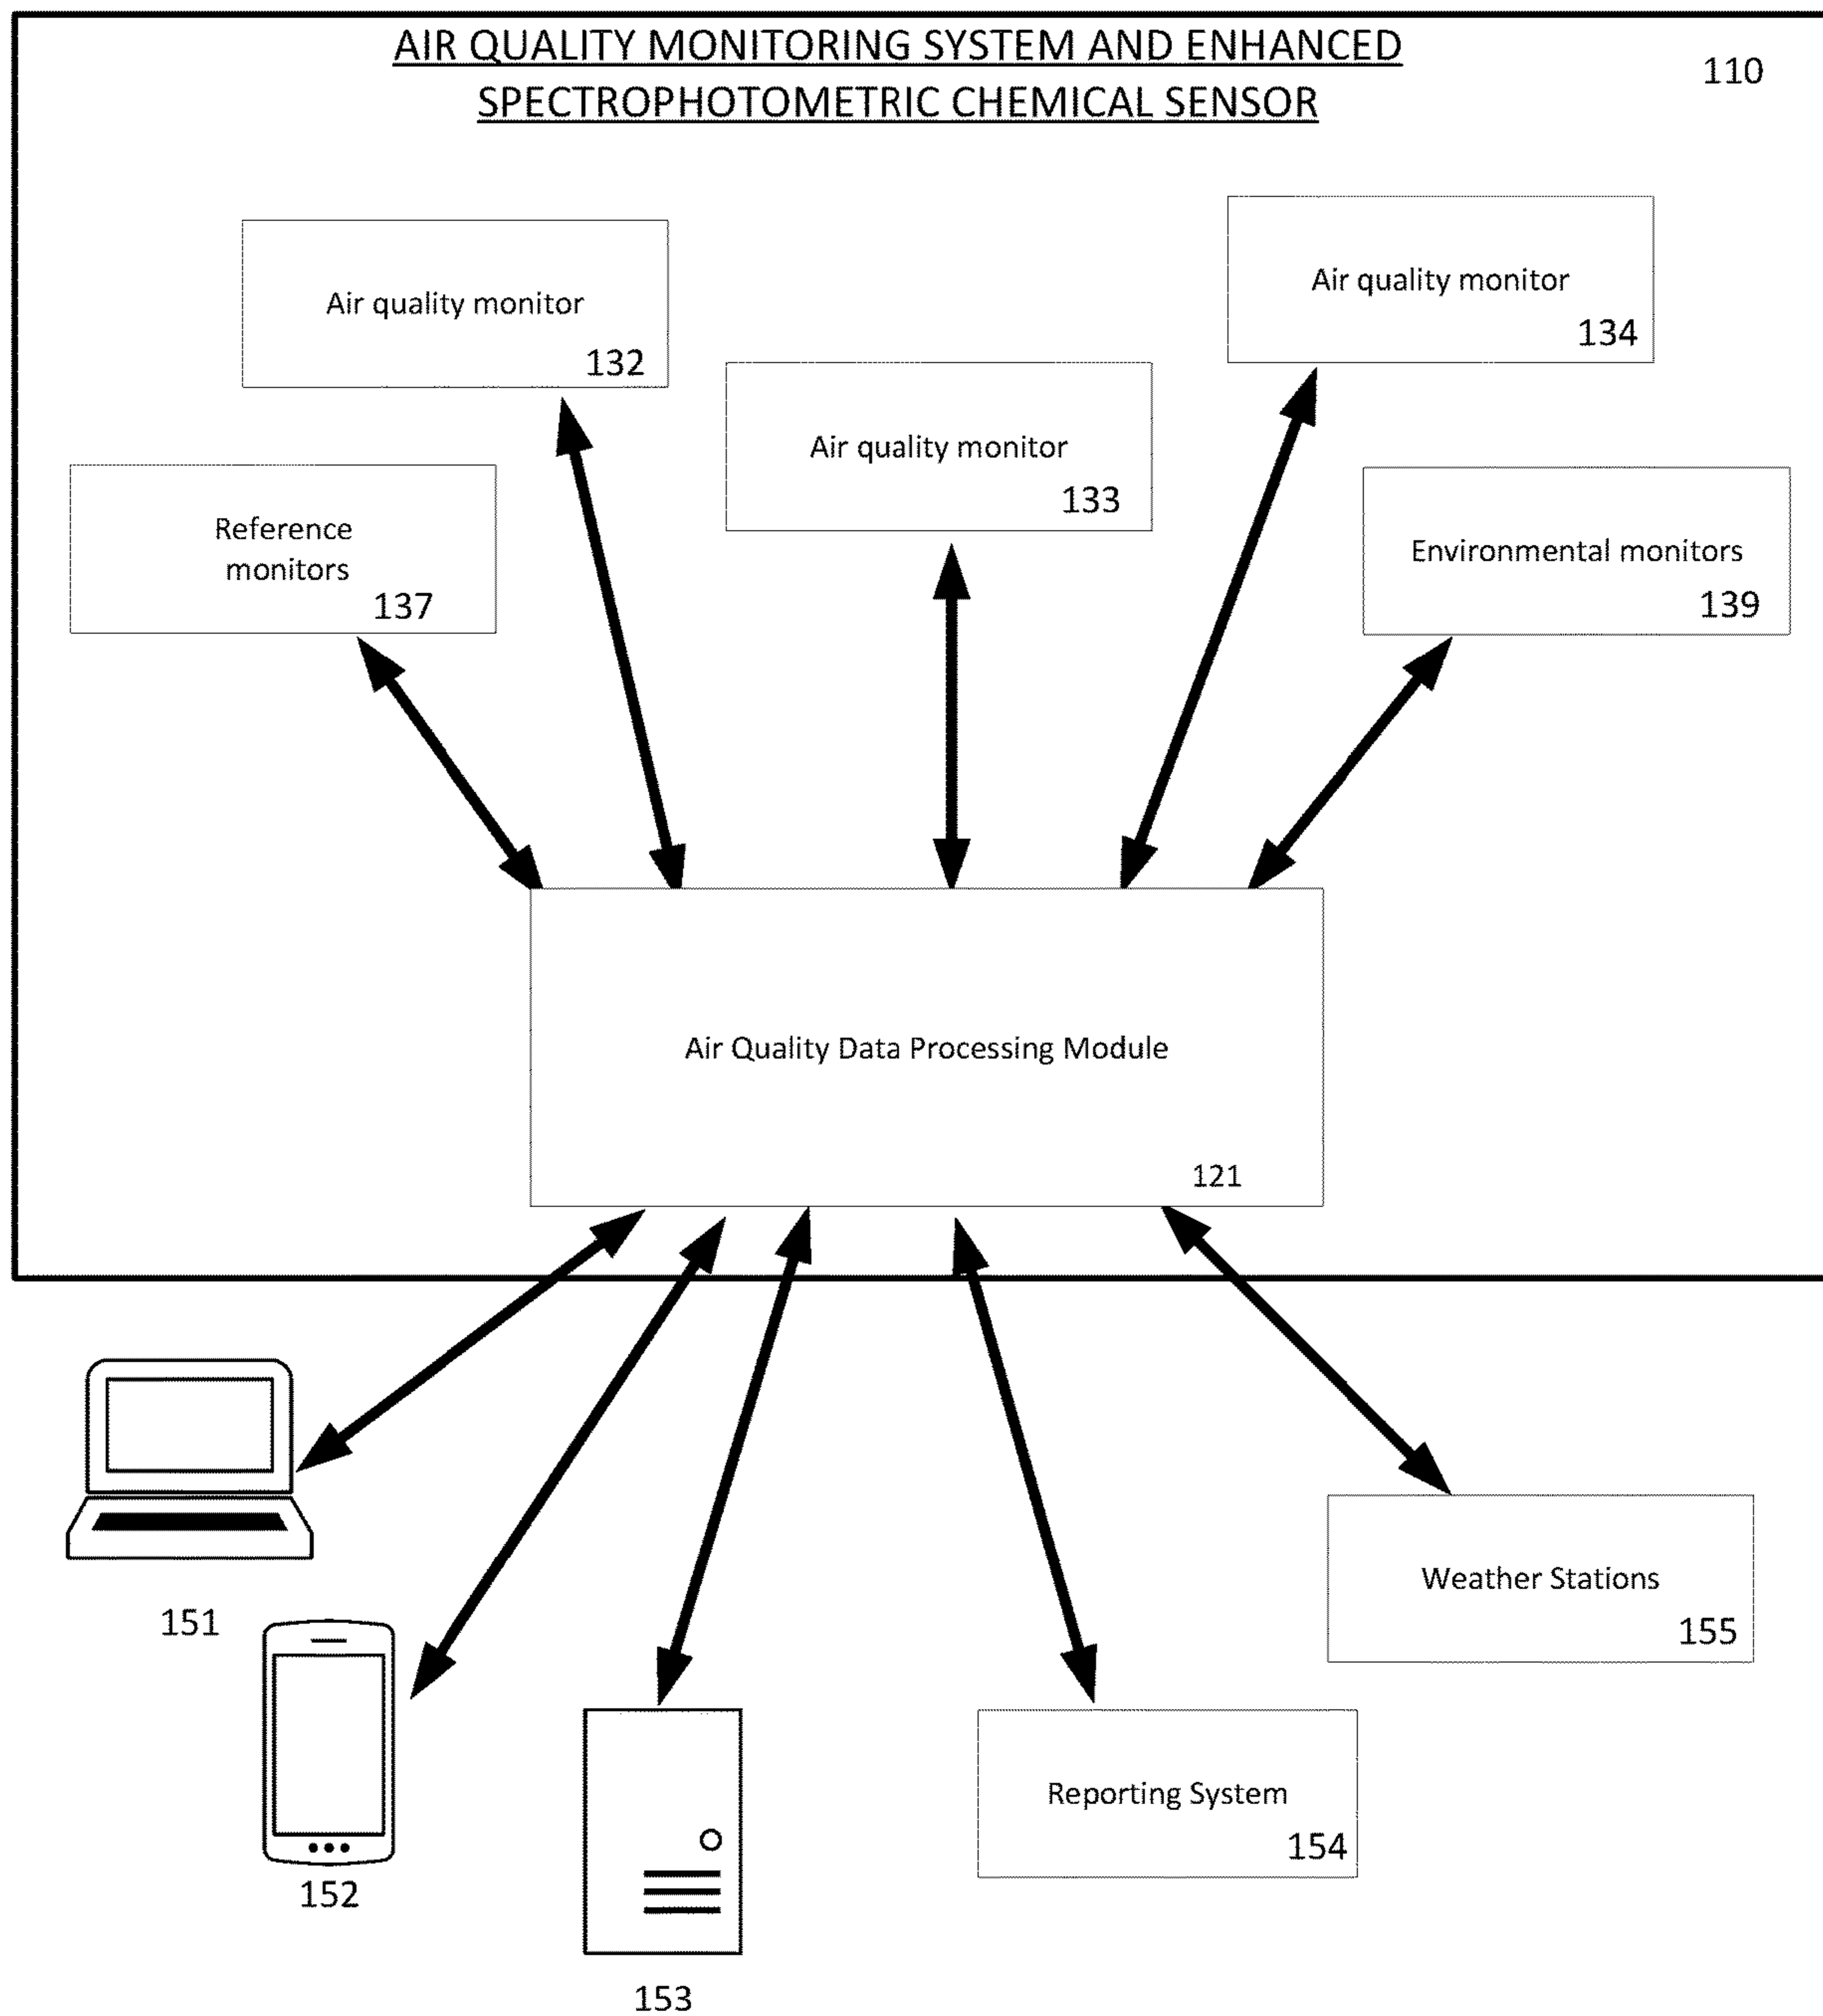 AIR QUALITY MONITORING SYSTEM AND ENHANCED
SPECTROPHOTOMETRIC CHEMICAL SENSOR
110
Air quality monitor
132
Air quality monitor
133
Air quality monitor
134
Reference
monitors
137
Environmental monitors
139
Air Quality Data Processing Module
121
151
152
153
Reporting System
154
Weather Stations
155